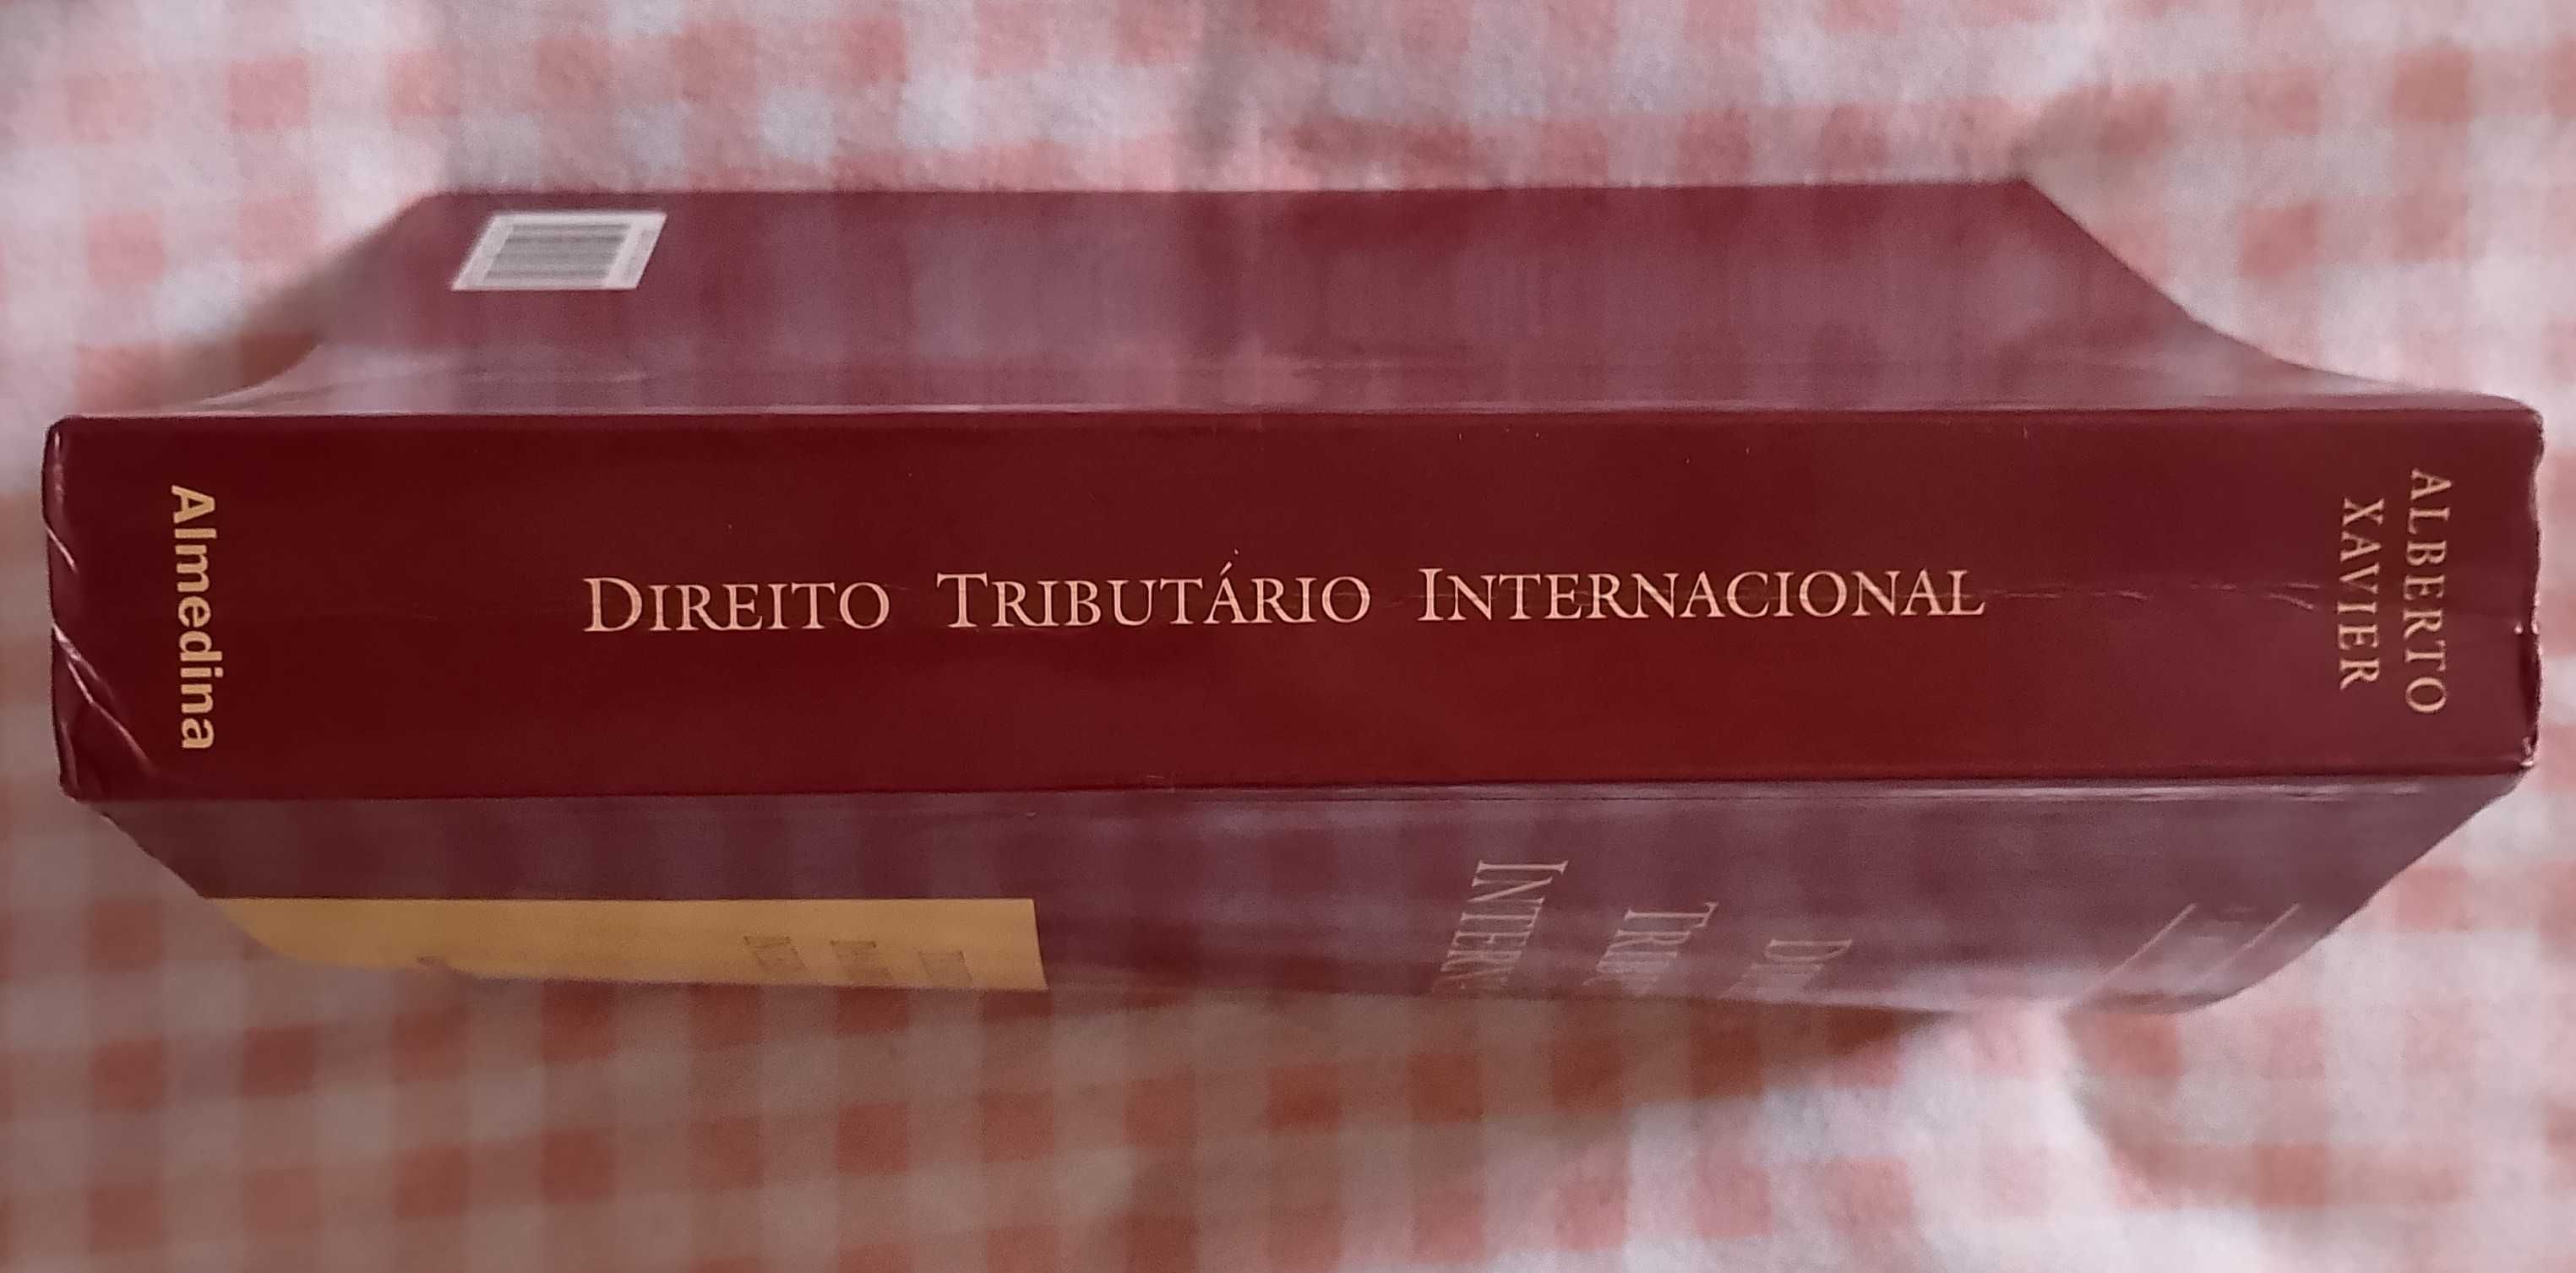 ALBERTO
XAVIER
DIREITO TRIBUTÁRIO INTERNACIONAL
Almedina